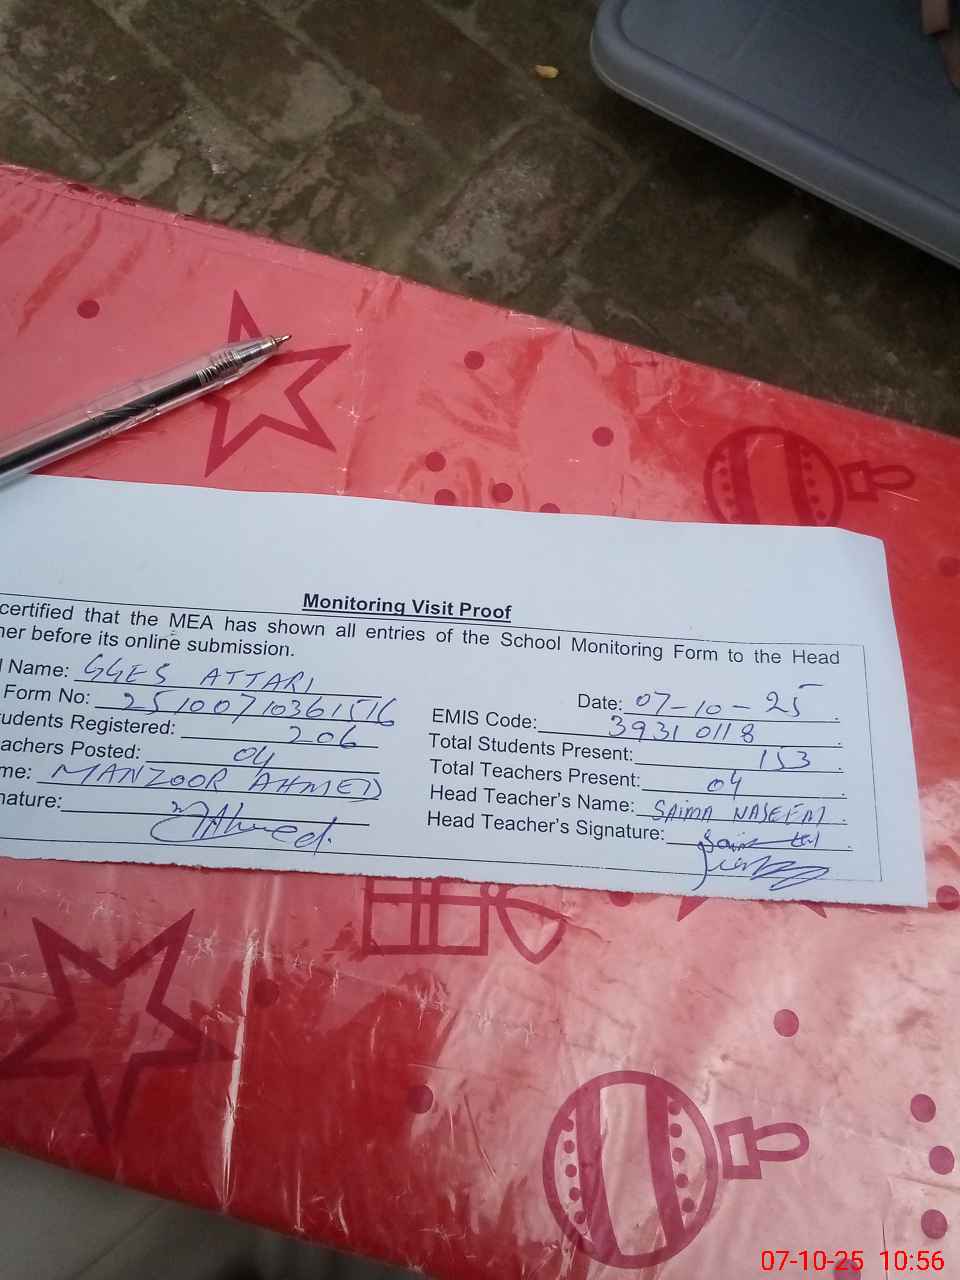 Monitoring Visit Proof
certified that the MEA has shown all entries of the School Monitoring Form to the Head
her before its online submission.
l Name: GGES ATTARI
Date: 07-10-25
Form No: 25100710361516
EMIS Code: 39310118
udents Registered: 206
Total Students Present: 153
achers Posted: 04
Total Teachers Present: 04
me: MANZOOR AHMED
Head Teacher's Name: SAIMA NASEEM
nature: MAhmed.
Head Teacher's Signature:
07-10-25 10:56